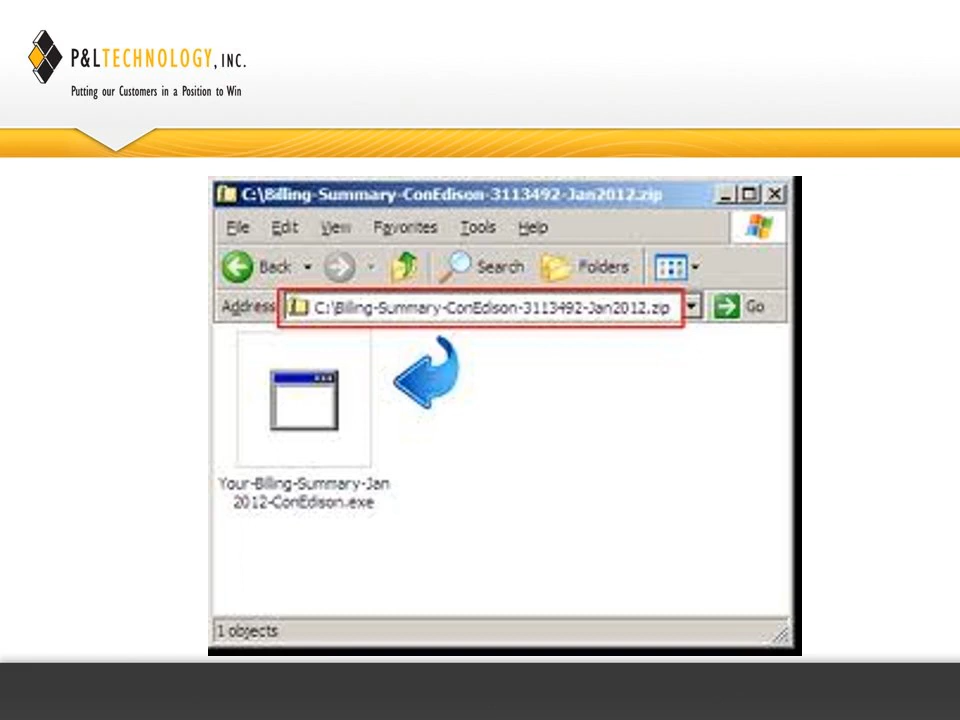 P&LTECHNOLOGY, INC.
Putting our Customers in a Position to Win
C:\Billing-Summary-ConEdison-3113492-Jan2012.zip
File Edit View Favorites Tools Help
Back Search Folders
Address C:\Billing-Summary-ConEdison-3113492-Jan2012.zip Go
Your-Billing-Summary-Jan
2012-ConEdison.exe
1 objects